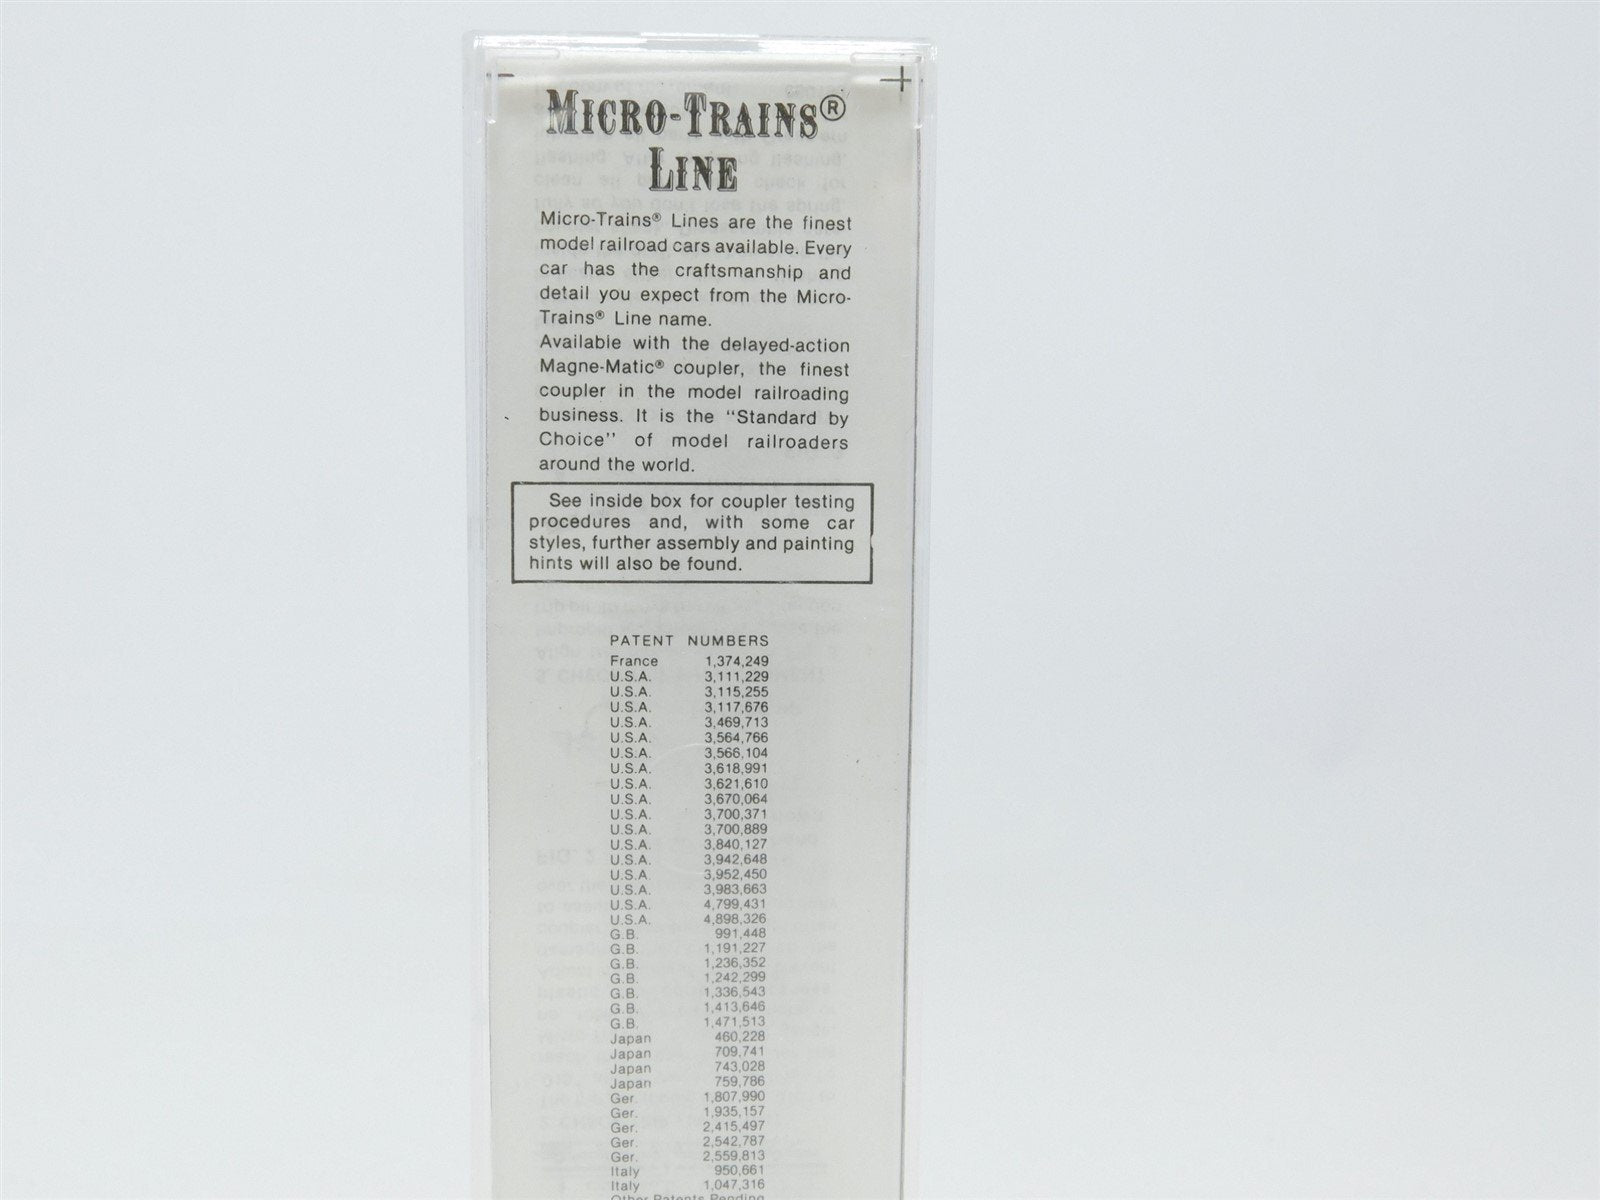 MICRO-TRAINS®
LINE
Micro-Trains® Lines are the finest
model railroad cars available. Every
car has the craftsmanship and
detail you expect from the Micro-
Trains® Line name.
Available with the delayed-action
Magne-Matic® coupler, the finest
coupler in the model railroading
business. It is the “Standard by
Choice” of model railroaders
around the world.
See inside box for coupler testing
procedures and, with some car
styles, further assembly and painting
hints will also be found.
PATENT NUMBERS
France 1,374,249
U.S.A. 3,111,229
U.S.A. 3,115,255
U.S.A. 3,117,676
U.S.A. 3,469,713
U.S.A. 3,564,766
U.S.A. 3,566,104
U.S.A. 3,618,991
U.S.A. 3,621,610
U.S.A. 3,670,064
U.S.A. 3,700,371
U.S.A. 3,700,889
U.S.A. 3,840,127
U.S.A. 3,942,648
U.S.A. 3,952,450
U.S.A. 3,983,663
U.S.A. 4,799,431
U.S.A. 4,898,326
G.B. 991,448
G.B. 1,191,227
G.B. 1,236,352
G.B. 1,242,299
G.B. 1,336,543
G.B. 1,413,646
G.B. 1,471,513
Japan 460,228
Japan 709,741
Japan 743,028
Japan 759,786
Ger 1,807,990
Ger. 1,935,157
Ger. 2,415,497
Ger. 2,542,787
Ger. 2,559,813
Italy 950,661
Italy 1,047,316
Other Patents Pending